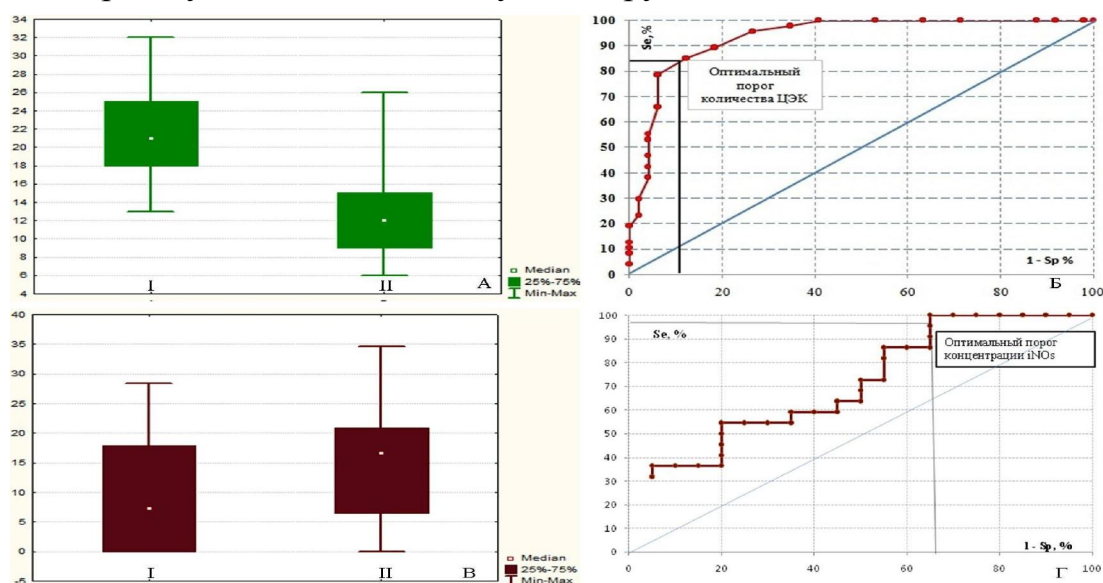 34
32
30
28
26
24
22
20
18
16
14
12
10
8
6
4
I
II
А
Median
25%-75%
Min-Max
100
90
80
70
60
50
40
30
20
10
0
Se, %
Оптимальный
порог
количества ЦЭК
1 - Sp %
0
20
40
60
80
100
Б
40
35
30
25
20
15
10
5
0
-5
I
II
В
Median
25%-75%
Min-Max
100
90
80
70
60
50
40
30
20
10
0
Se, %
Оптимальный порог
концентрации iNOs
1 - Sp, %
0
20
40
60
80
100
Г